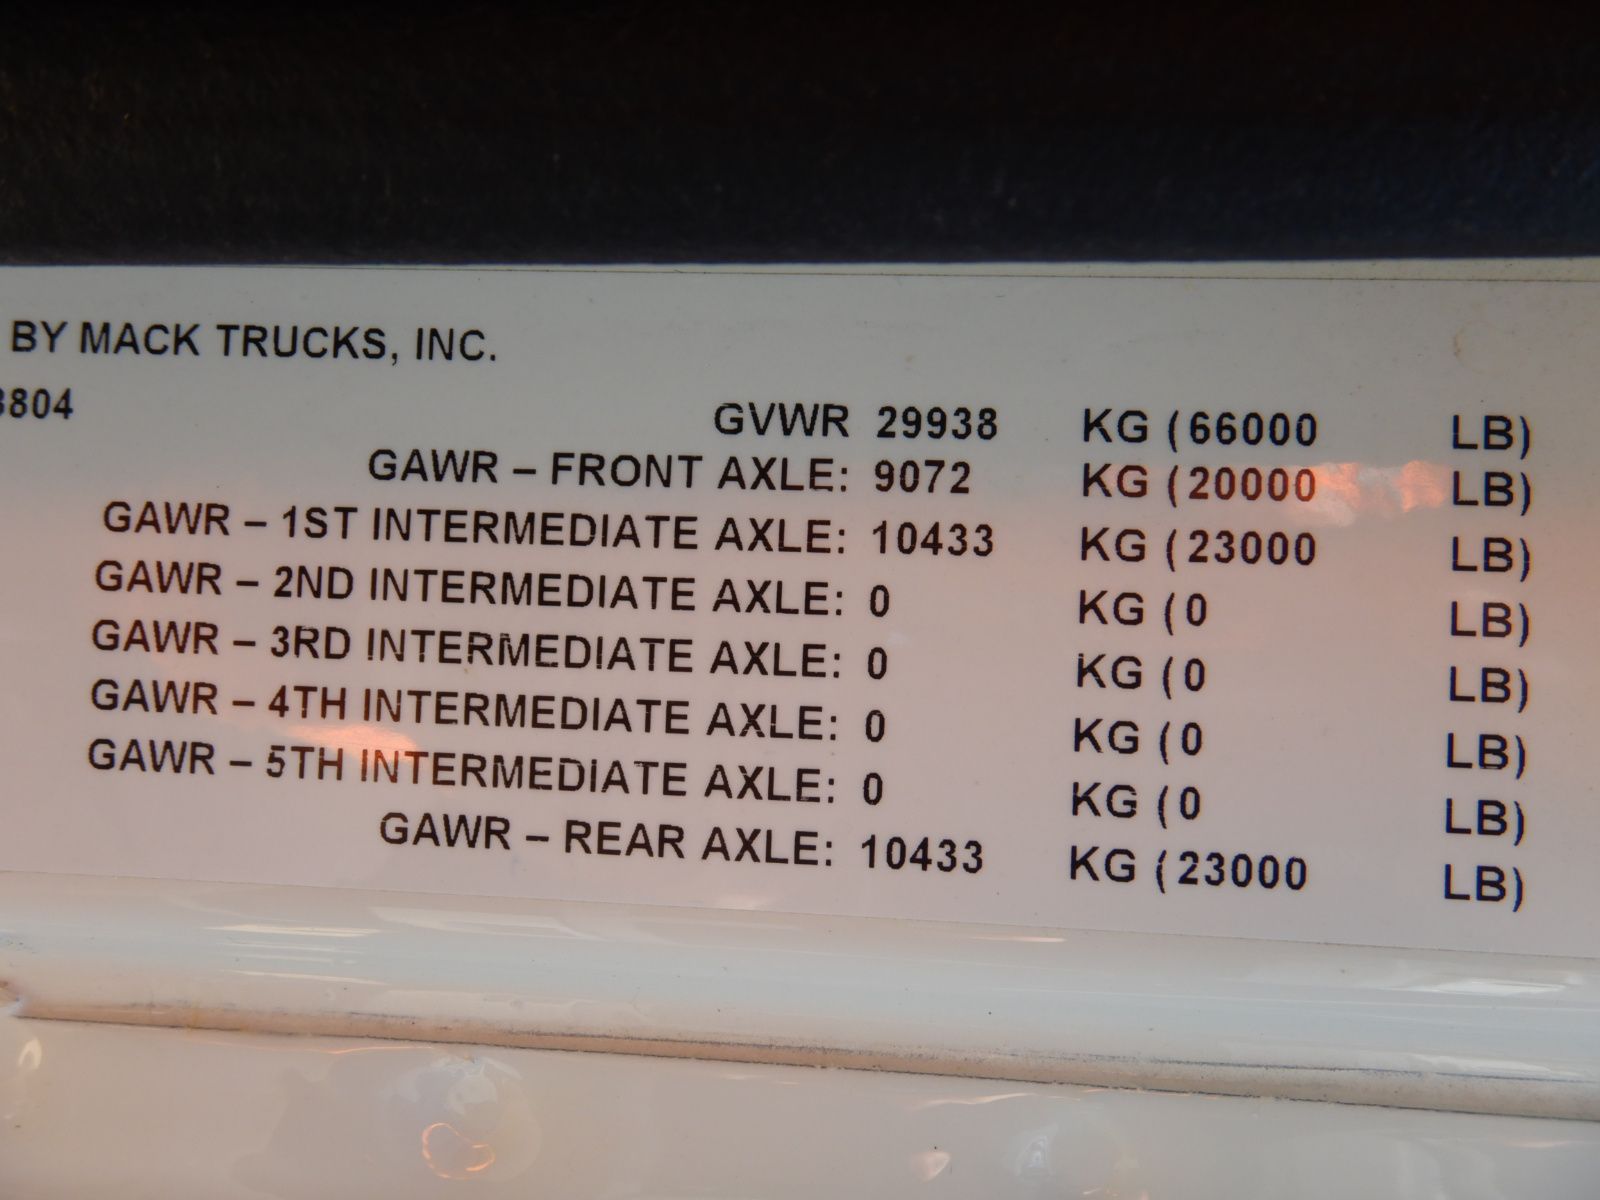 BY MACK TRUCKS, INC.
3804
GVWR 29938 KG (66000 LB)
GAWR – FRONT AXLE: 9072 KG (20000 LB)
GAWR – 1ST INTERMEDIATE AXLE: 10433 KG (23000 LB)
GAWR – 2ND INTERMEDIATE AXLE: 0 KG (0 LB)
GAWR – 3RD INTERMEDIATE AXLE: 0 KG (0 LB)
GAWR – 4TH INTERMEDIATE AXLE: 0 KG (0 LB)
GAWR – 5TH INTERMEDIATE AXLE: 0 KG (0 LB)
GAWR – REAR AXLE: 10433 KG (23000 LB)